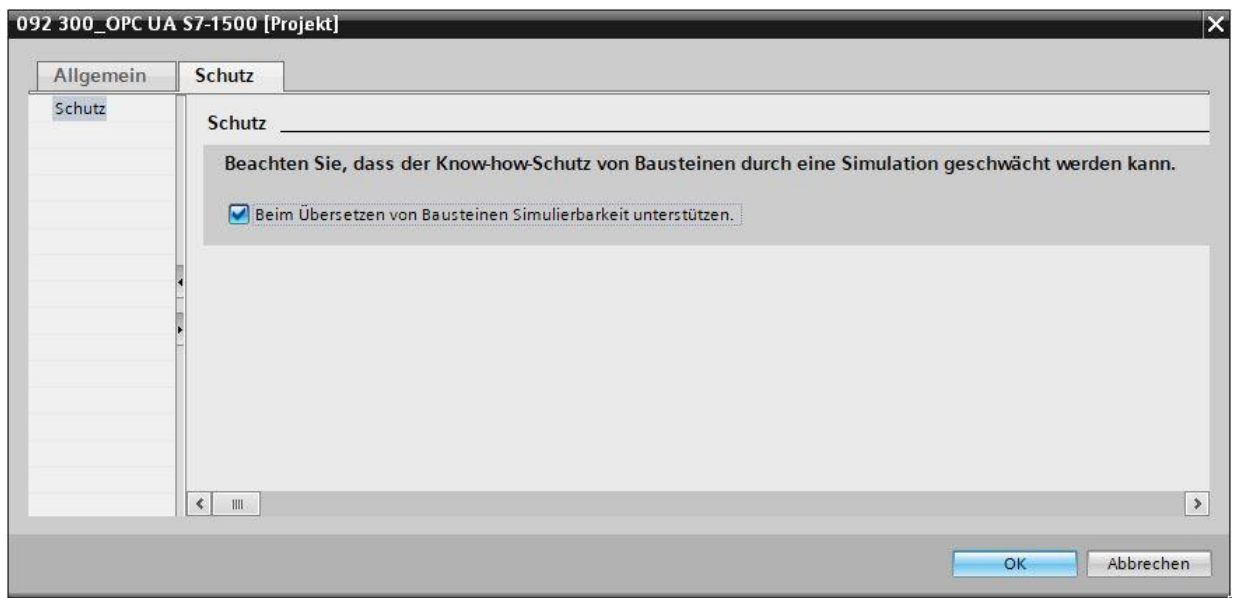 092 300_OPC UA S7-1500 [Projekt]
Allgemein
Schutz
Schutz
Schutz
Beachten Sie, dass der Know-how-Schutz von Bausteinen durch eine Simulation geschwächt werden kann.
Beim Übersetzen von Bausteinen Simulierbarkeit unterstützen.
OK
Abbrechen